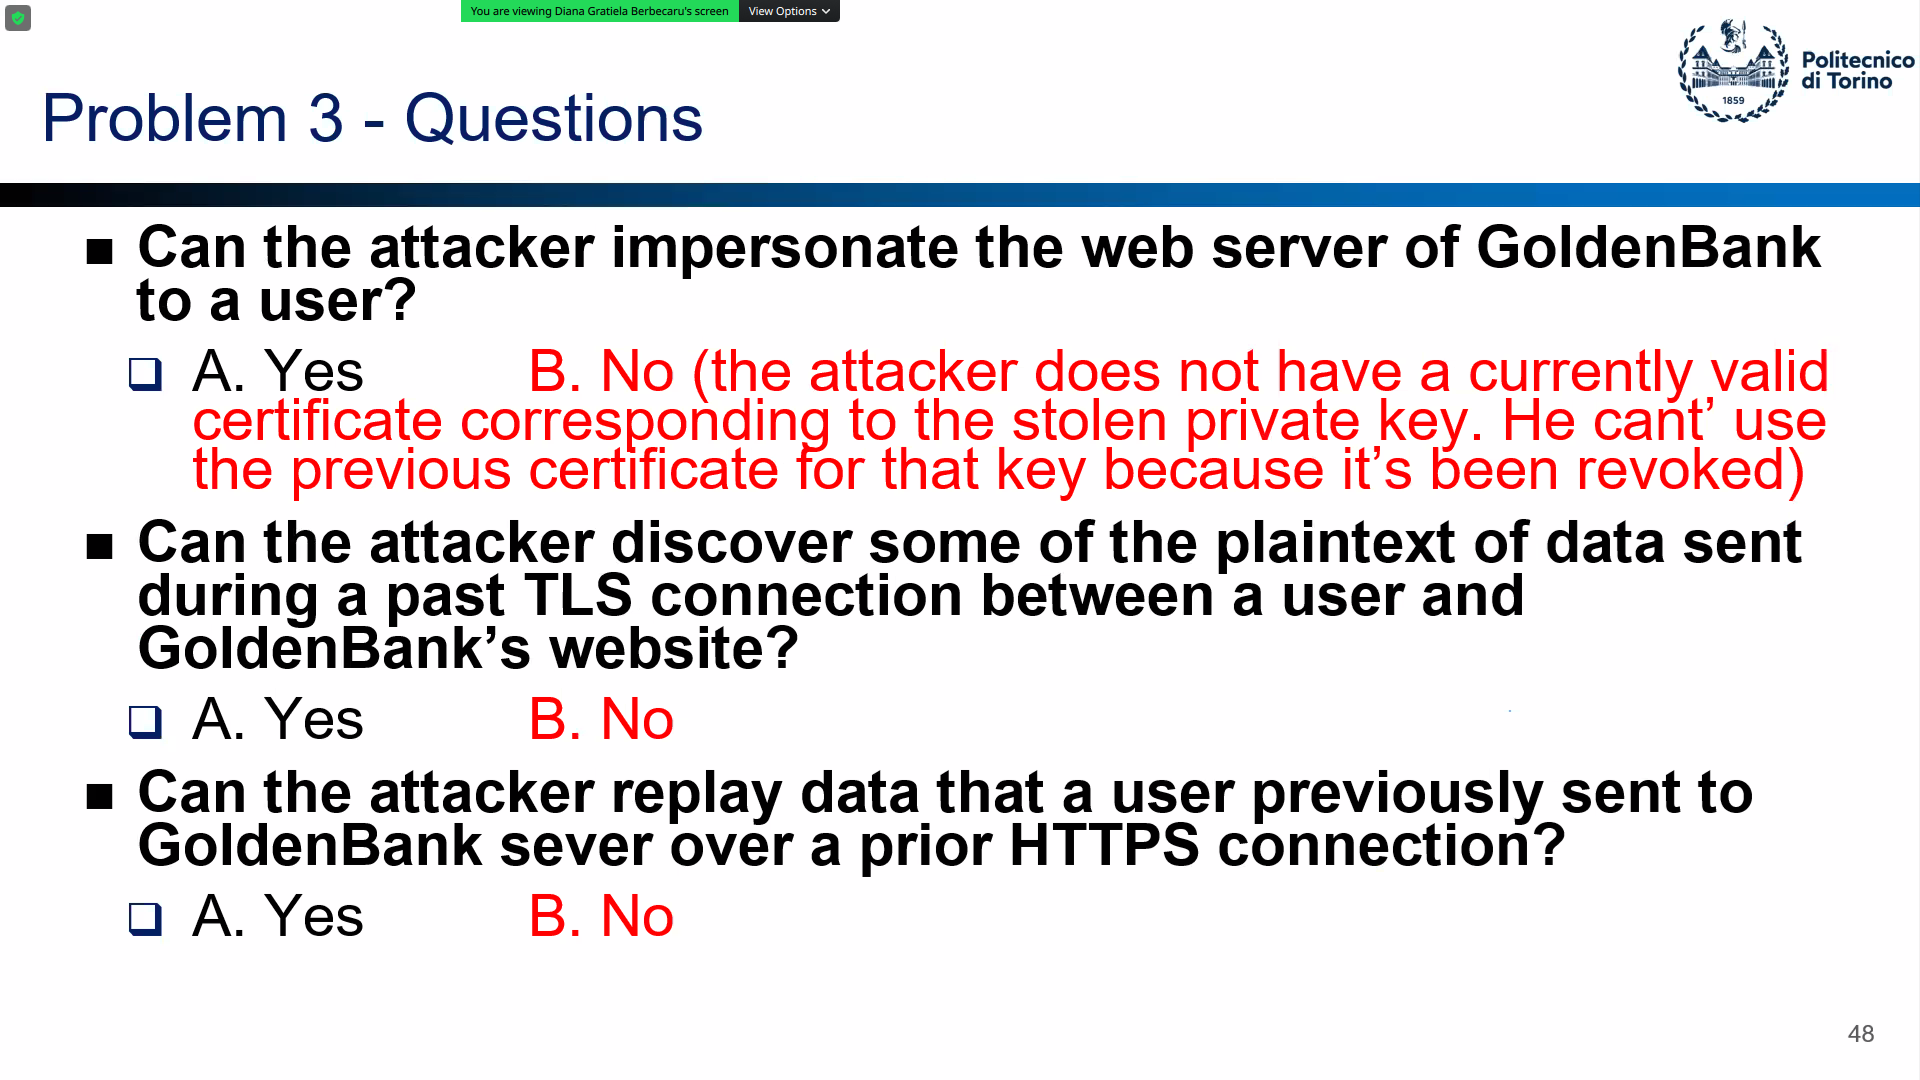 You are viewing Diana Gratiela Berbecaru's screen View Options
Politecnico
di Torino
1859
Problem 3 - Questions
Can the attacker impersonate the web server of GoldenBank
to a user?
A. Yes B. No (the attacker does not have a currently valid
certificate corresponding to the stolen private key. He cant’ use
the previous certificate for that key because it’s been revoked)
Can the attacker discover some of the plaintext of data sent
during a past TLS connection between a user and
GoldenBank’s website?
A. Yes B. No
Can the attacker replay data that a user previously sent to
GoldenBank sever over a prior HTTPS connection?
A. Yes B. No
48